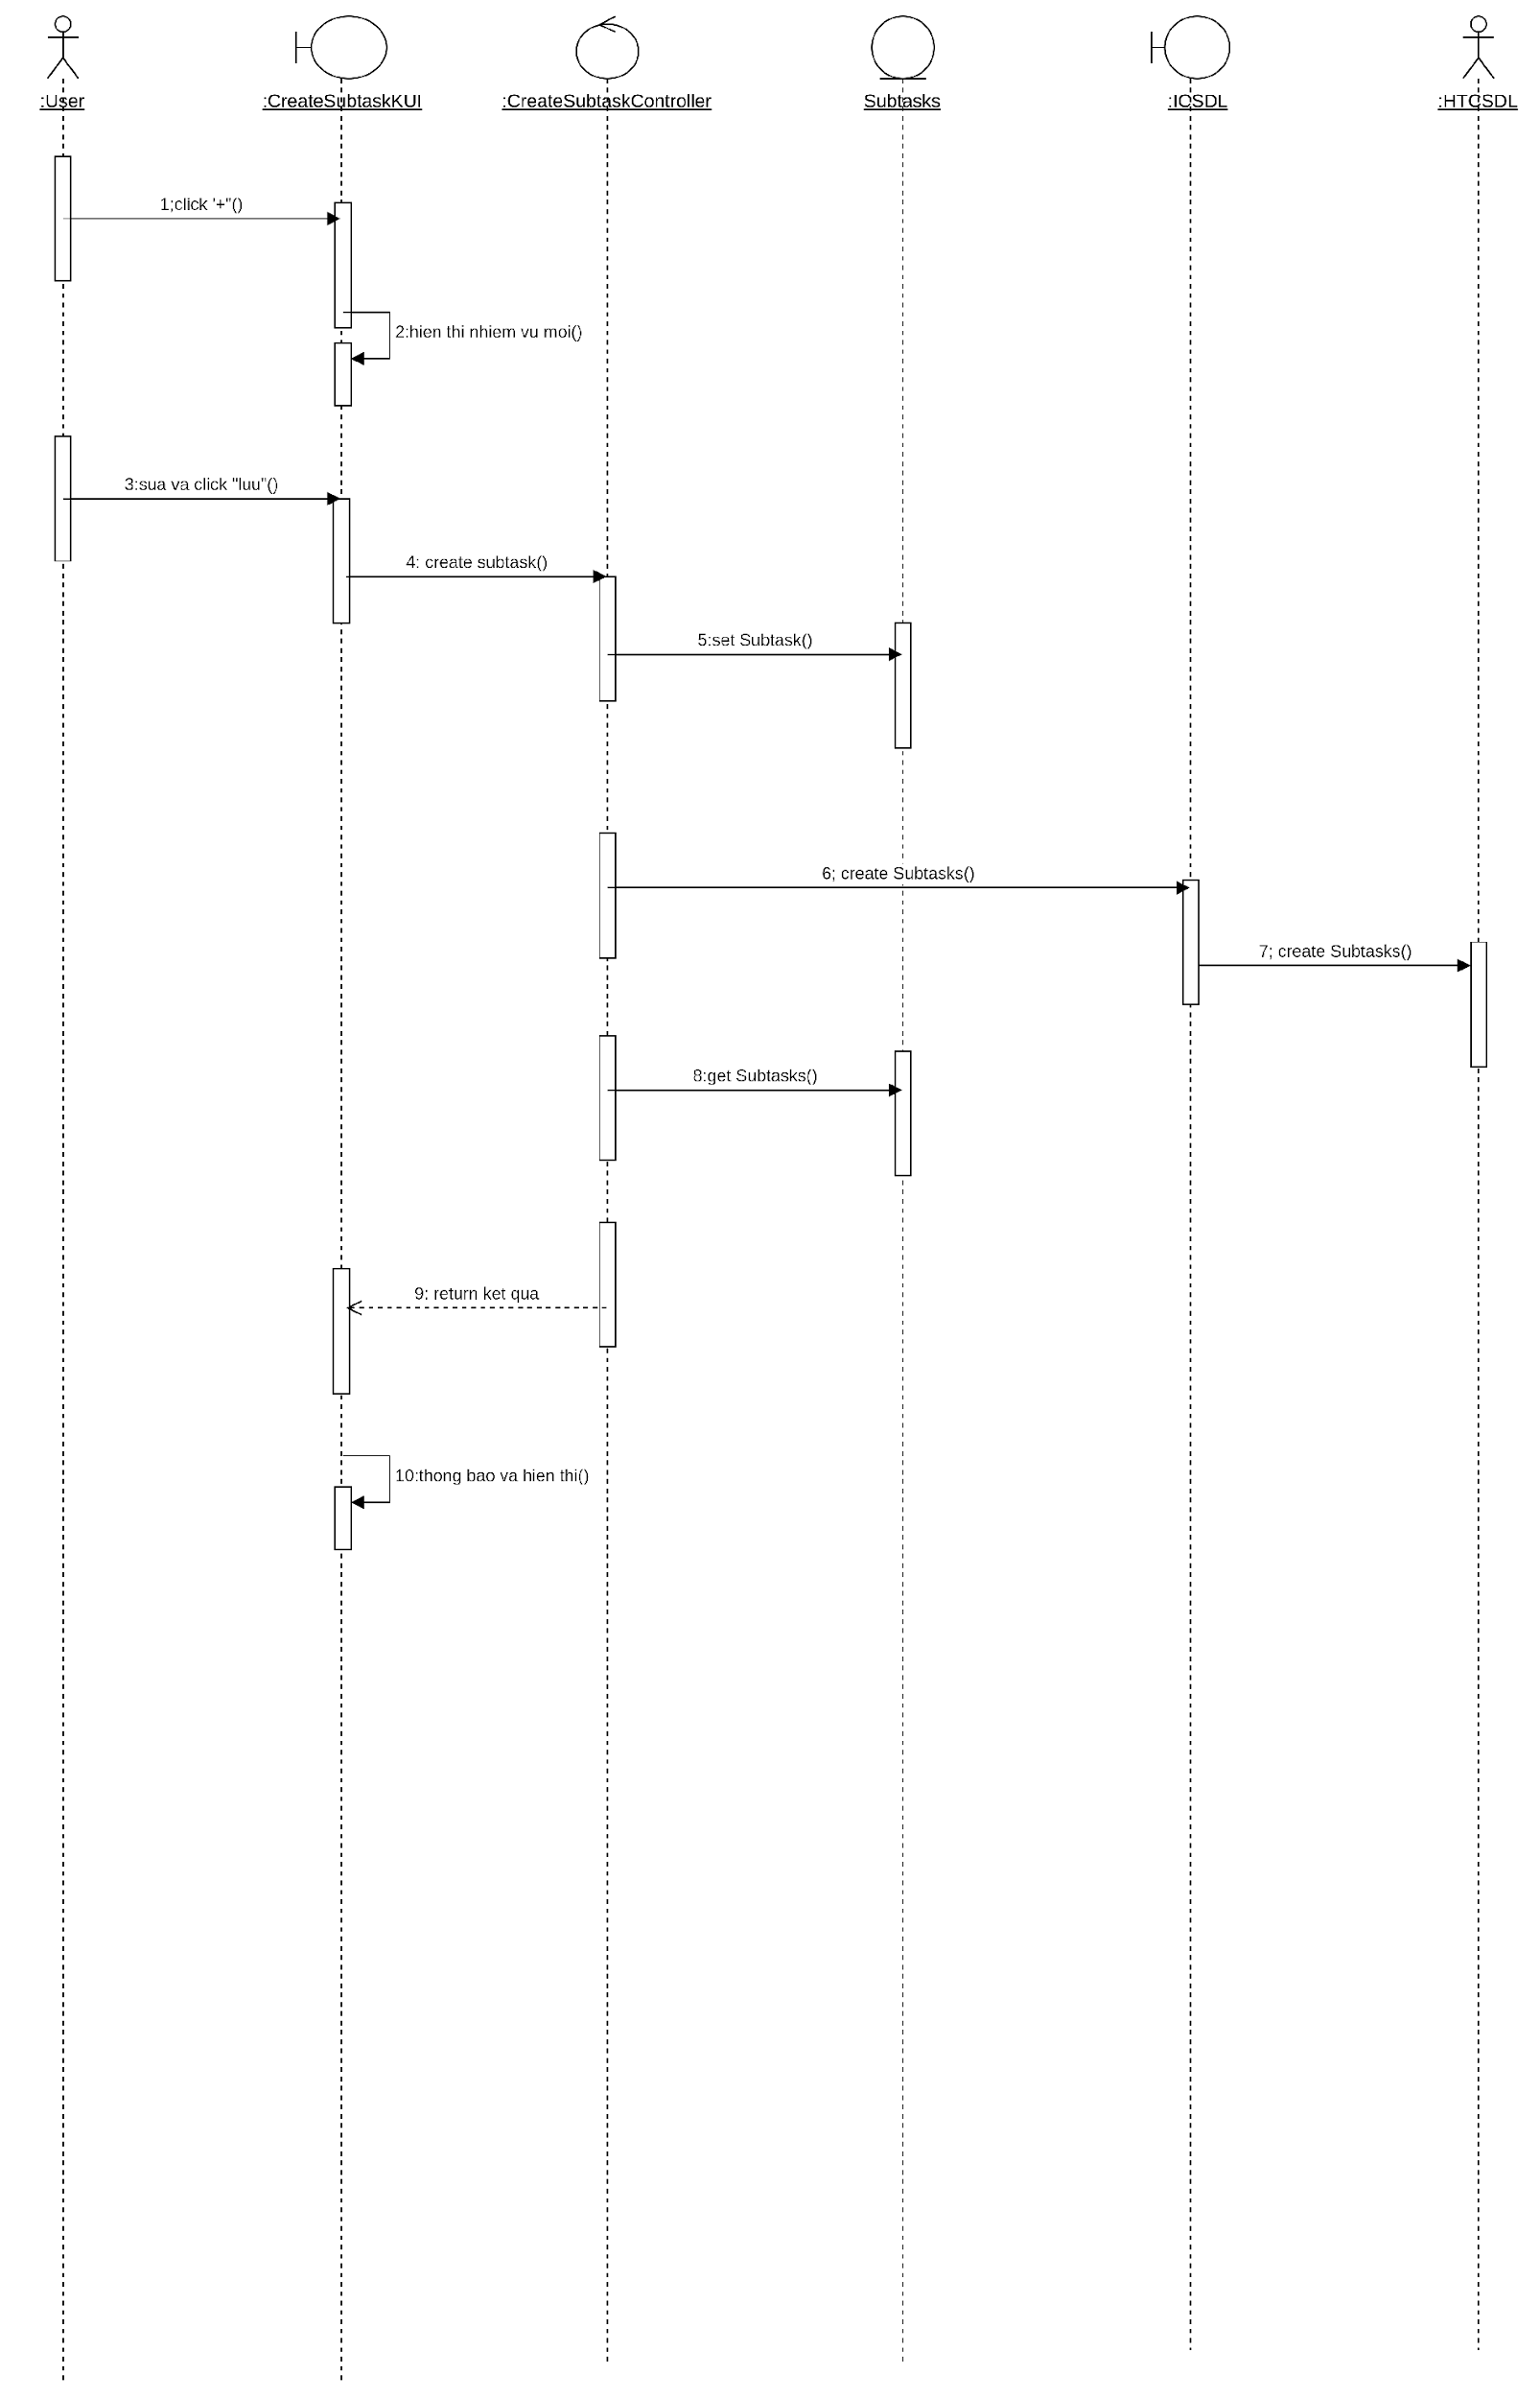 :User
:CreateSubtaskKUI
:CreateSubtaskController
Subtasks
:ICSDL
:HTCSDL
1;click '+"()
2:hien thi nhiem vu moi()
3:sua va click "luu"()
4: create subtask()
5:set Subtask()
6; create Subtasks()
7; create Subtasks()
8:get Subtasks()
9: return ket qua
10:thong bao va hien thi()